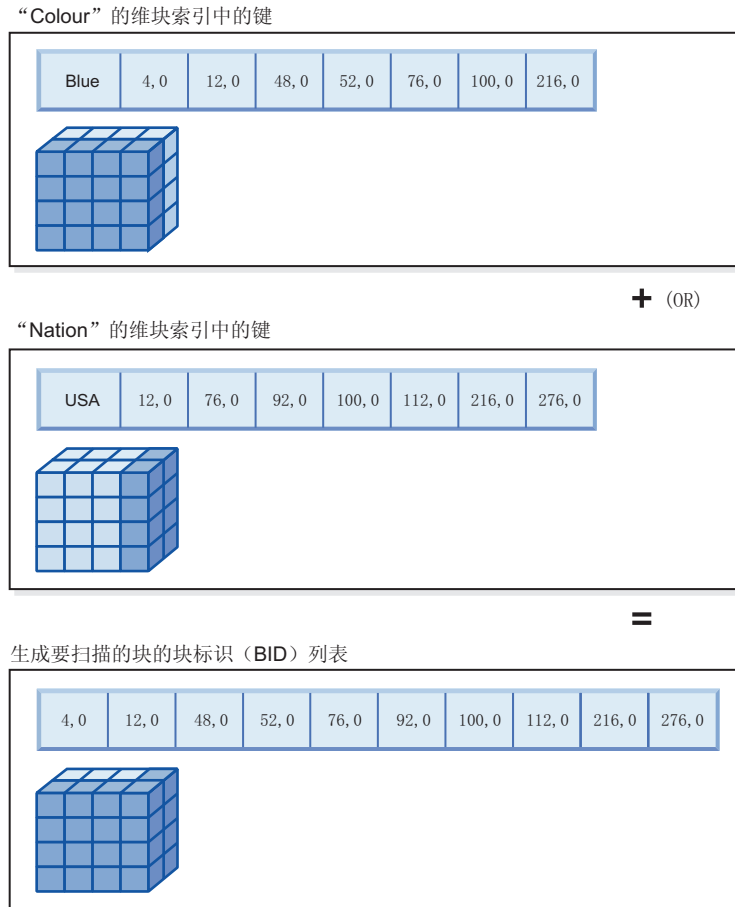 “Colour”的维块索引中的键
Blue 4,0 12,0 48,0 52,0 76,0 100,0 216,0
+ (OR)
“Nation”的维块索引中的键
USA 12,0 76,0 92,0 100,0 112,0 216,0 276,0
=
生成要扫描的块的块标识（BID）列表
4,0 12,0 48,0 52,0 76,0 92,0 100,0 112,0 216,0 276,0